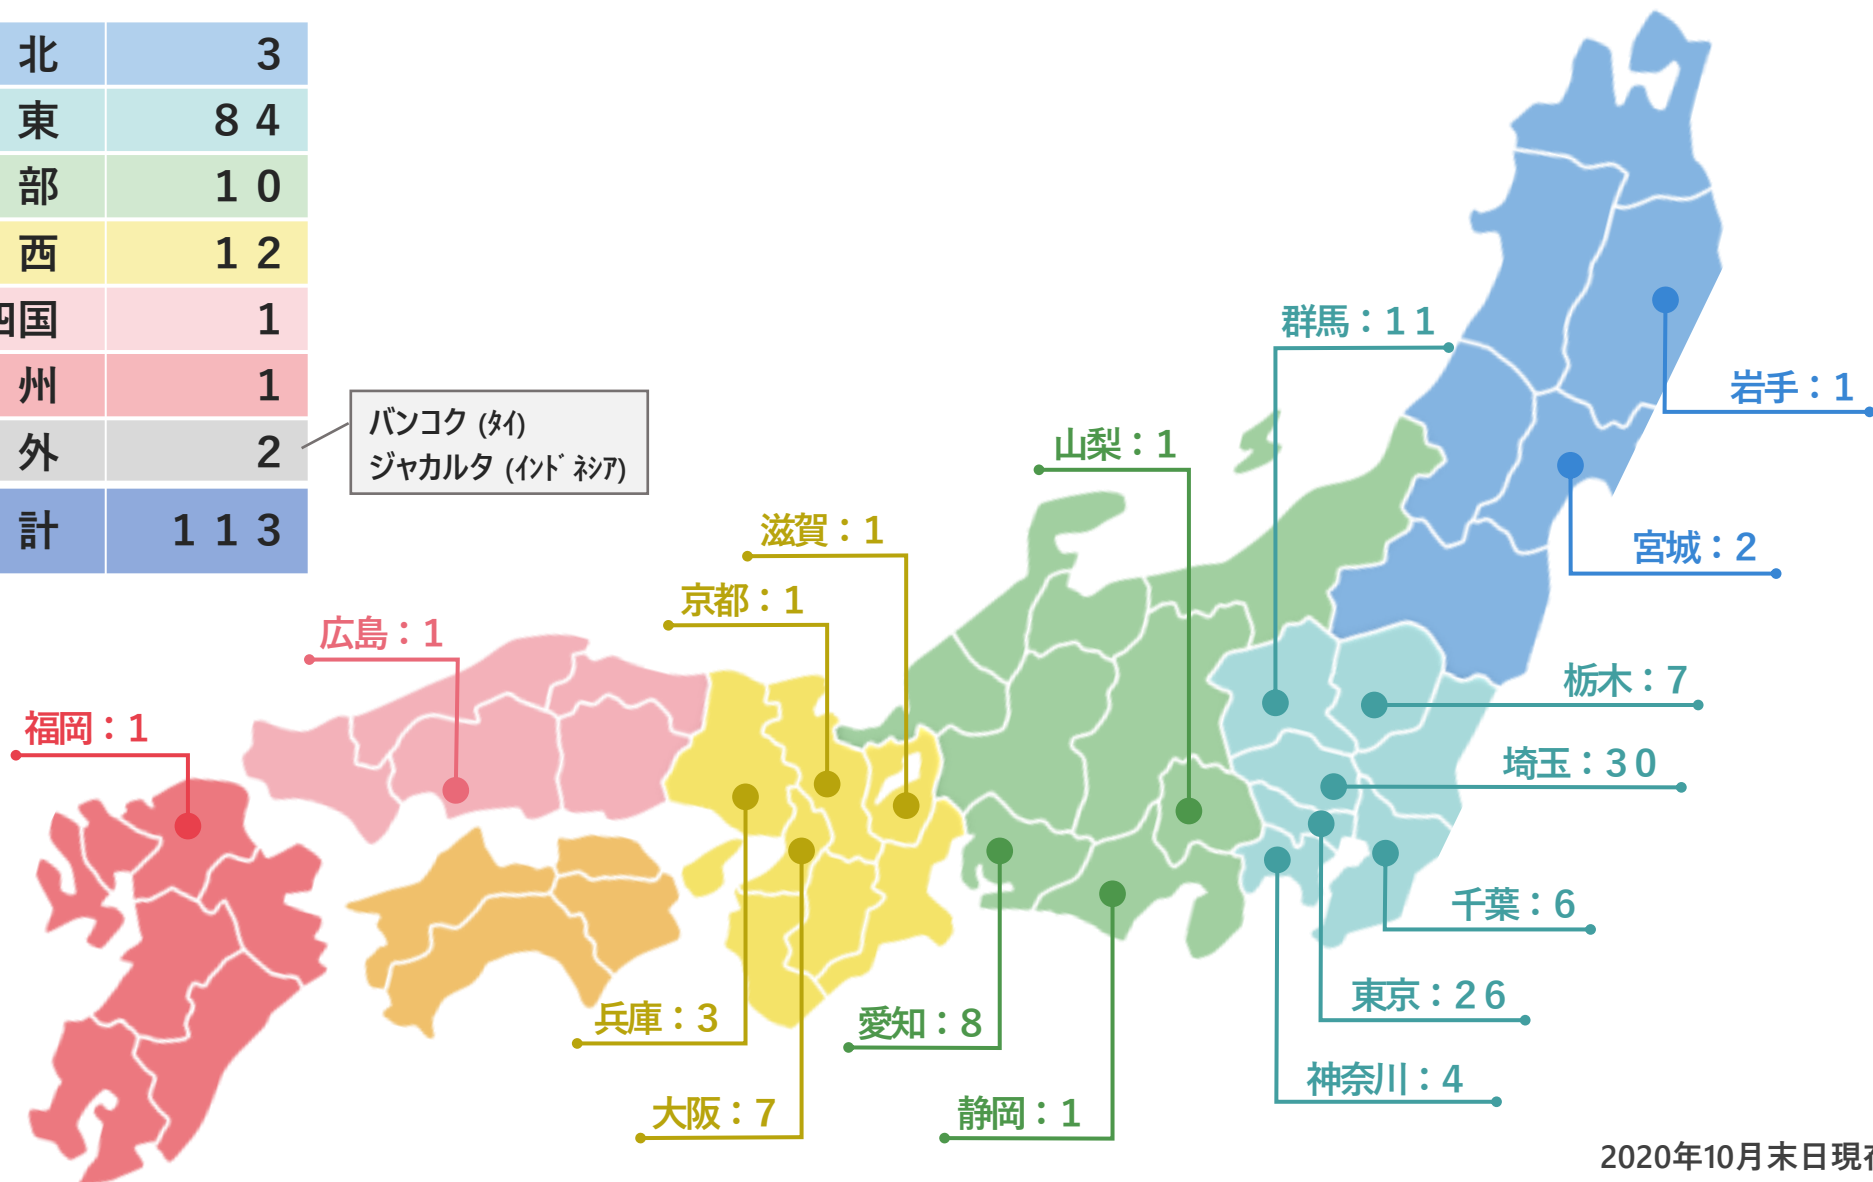 北 3
東 84
部 10
西 12
四国 1
州 1
外 2
計 113
バンコク (ﾀｲ)
ジャカルタ (ｲﾝﾄﾞﾈｼｱ)
群馬：11
岩手：1
山梨：1
滋賀：1
宮城：2
京都：1
広島：1
栃木：7
福岡：1
埼玉：30
千葉：6
東京：26
兵庫：3
愛知：8
神奈川：4
大阪：7
静岡：1
2020年10月末日現在